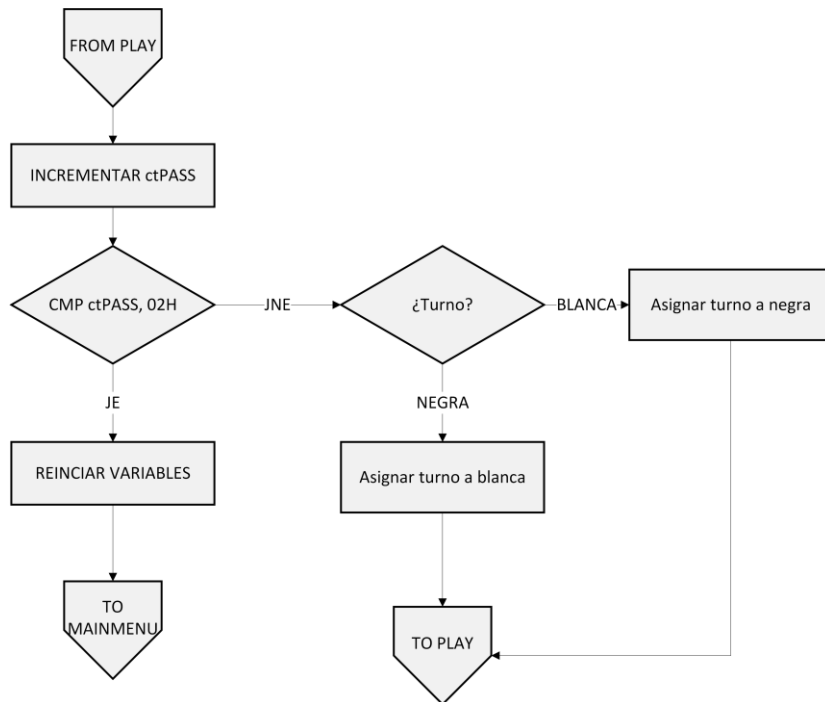 FROM PLAY
INCREMENTAR ctPASS
CMP ctPASS, 02H
JNE
¿Turno?
BLANCA
Asignar turno a negra
JE
NEGRA
REINCIAR VARIABLES
Asignar turno a blanca
TO
MAINMENU
TO PLAY